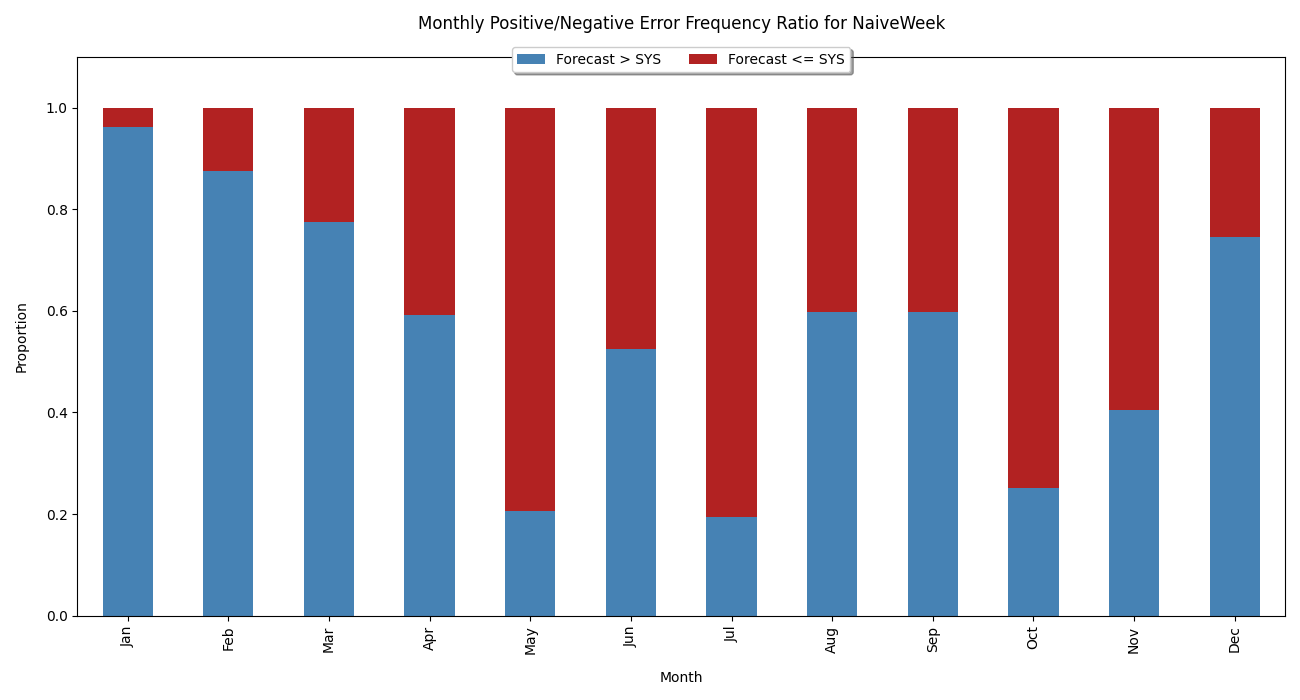 Monthly Positive/Negative Error Frequency Ratio for NaiveWeek
Forecast > SYS
Forecast <= SYS
Proportion
1.0
0.8
0.6
0.4
0.2
0.0
Jan
Feb
Mar
Apr
May
Jun
Jul
Aug
Sep
Oct
Nov
Dec
Month